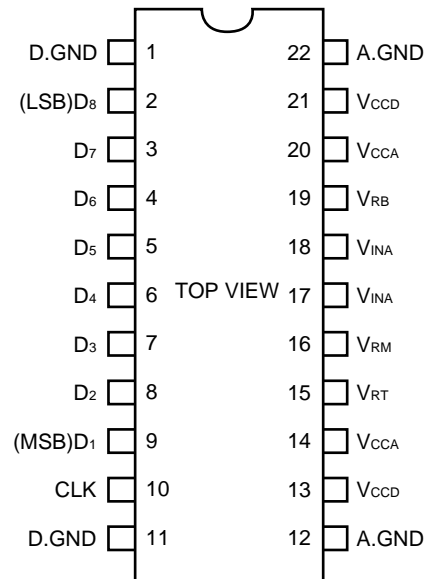 D.GND 1 22 A.GND
(LSB)D8 2 21 VCCD
D7 3 20 VCCA
D6 4 19 VRB
D5 5 18 VINA
D4 6 TOP VIEW 17 VINA
D3 7 16 VRM
D2 8 15 VRT
(MSB)D1 9 14 VCCA
CLK 10 13 VCCD
D.GND 11 12 A.GND